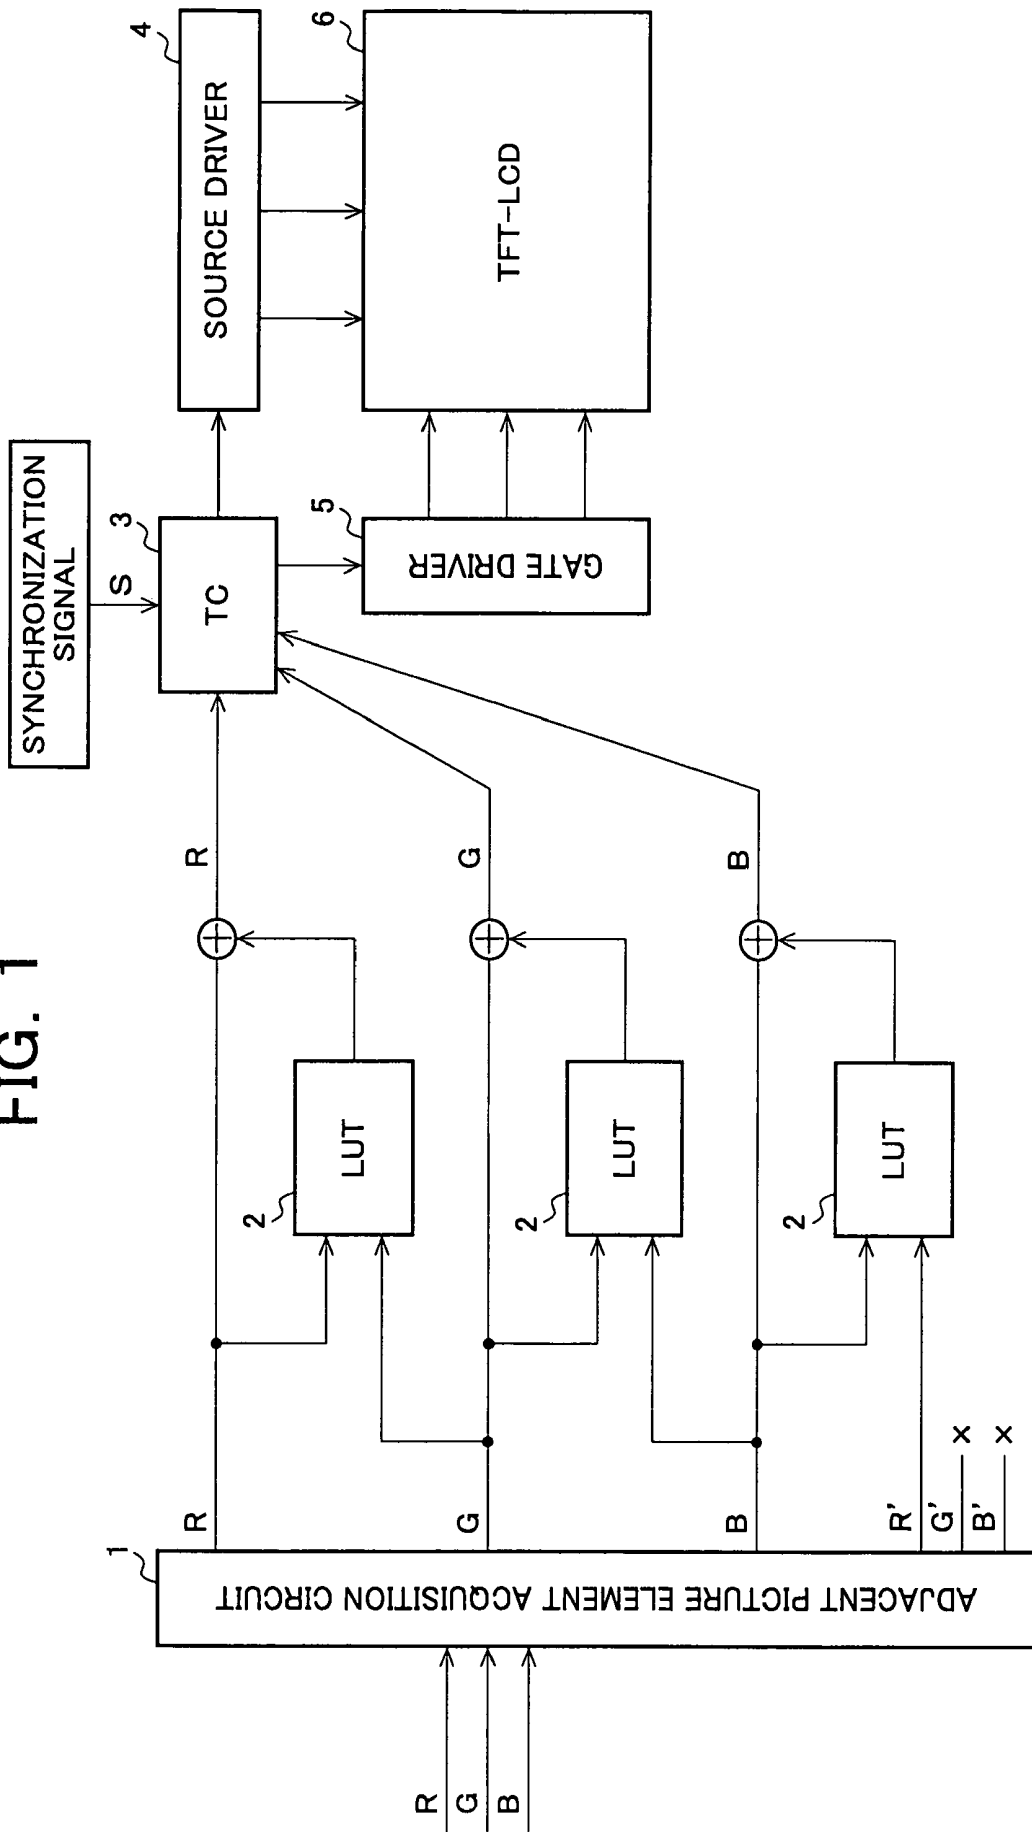 FIG. 1
SYNCHRONIZATION
SIGNAL
S
3
TC
4
SOURCE DRIVER
5
GATE DRIVER
6
TFT-LCD
R
G
B
1
ADJACENT PICTURE ELEMENT ACQUISITION CIRCUIT
R
G
B
R'
G'
B'
×
×
2
LUT
2
LUT
2
LUT
R
G
B